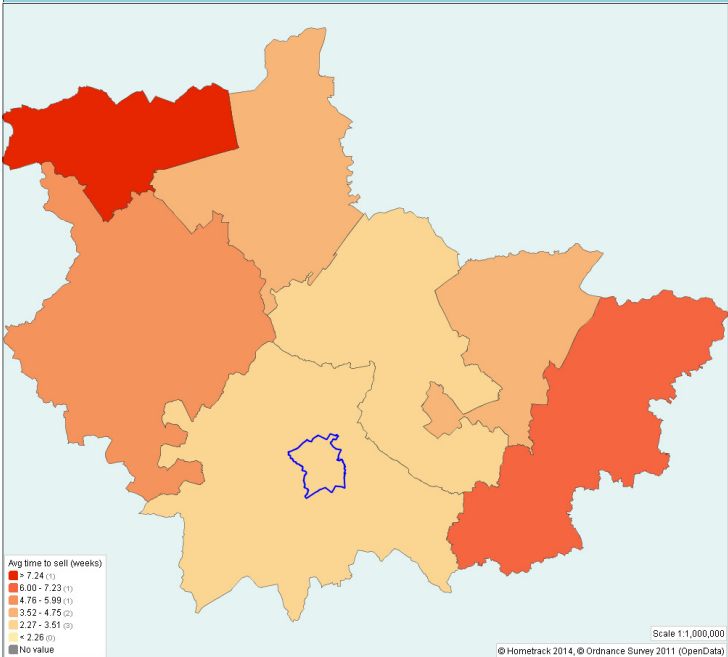 Avg time to sell (weeks)
> 7.24 (1)
6.00 - 7.23 (1)
4.76 - 5.99 (1)
3.52 - 4.75 (2)
2.27 - 3.51 (3)
< 2.26 (0)
No value
Scale 1:1,000,000
© Hometrack 2014, © Ordnance Survey 2011 (OpenData)